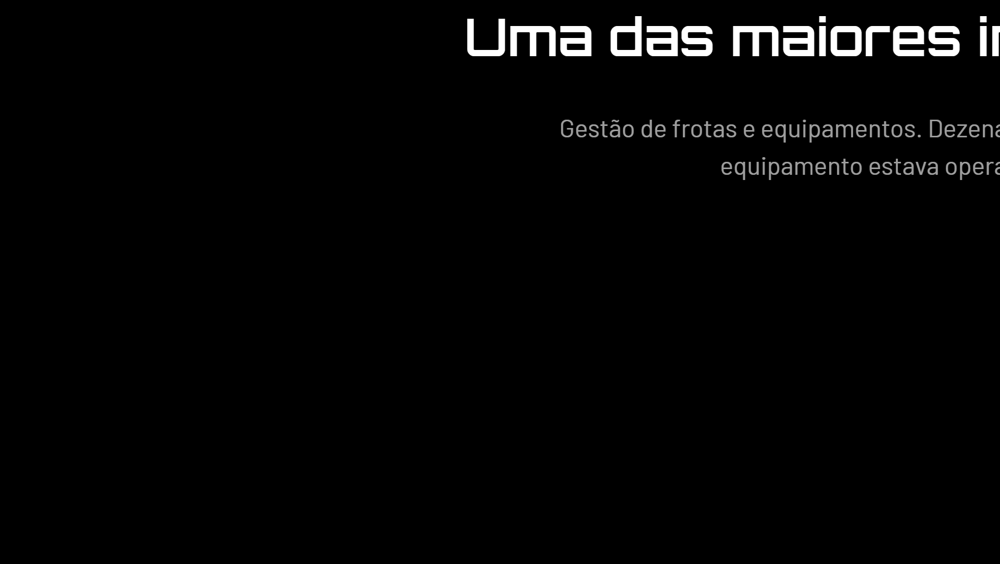 Uma das maiores
Gestão de frotas e equipamentos.
equipamento estava